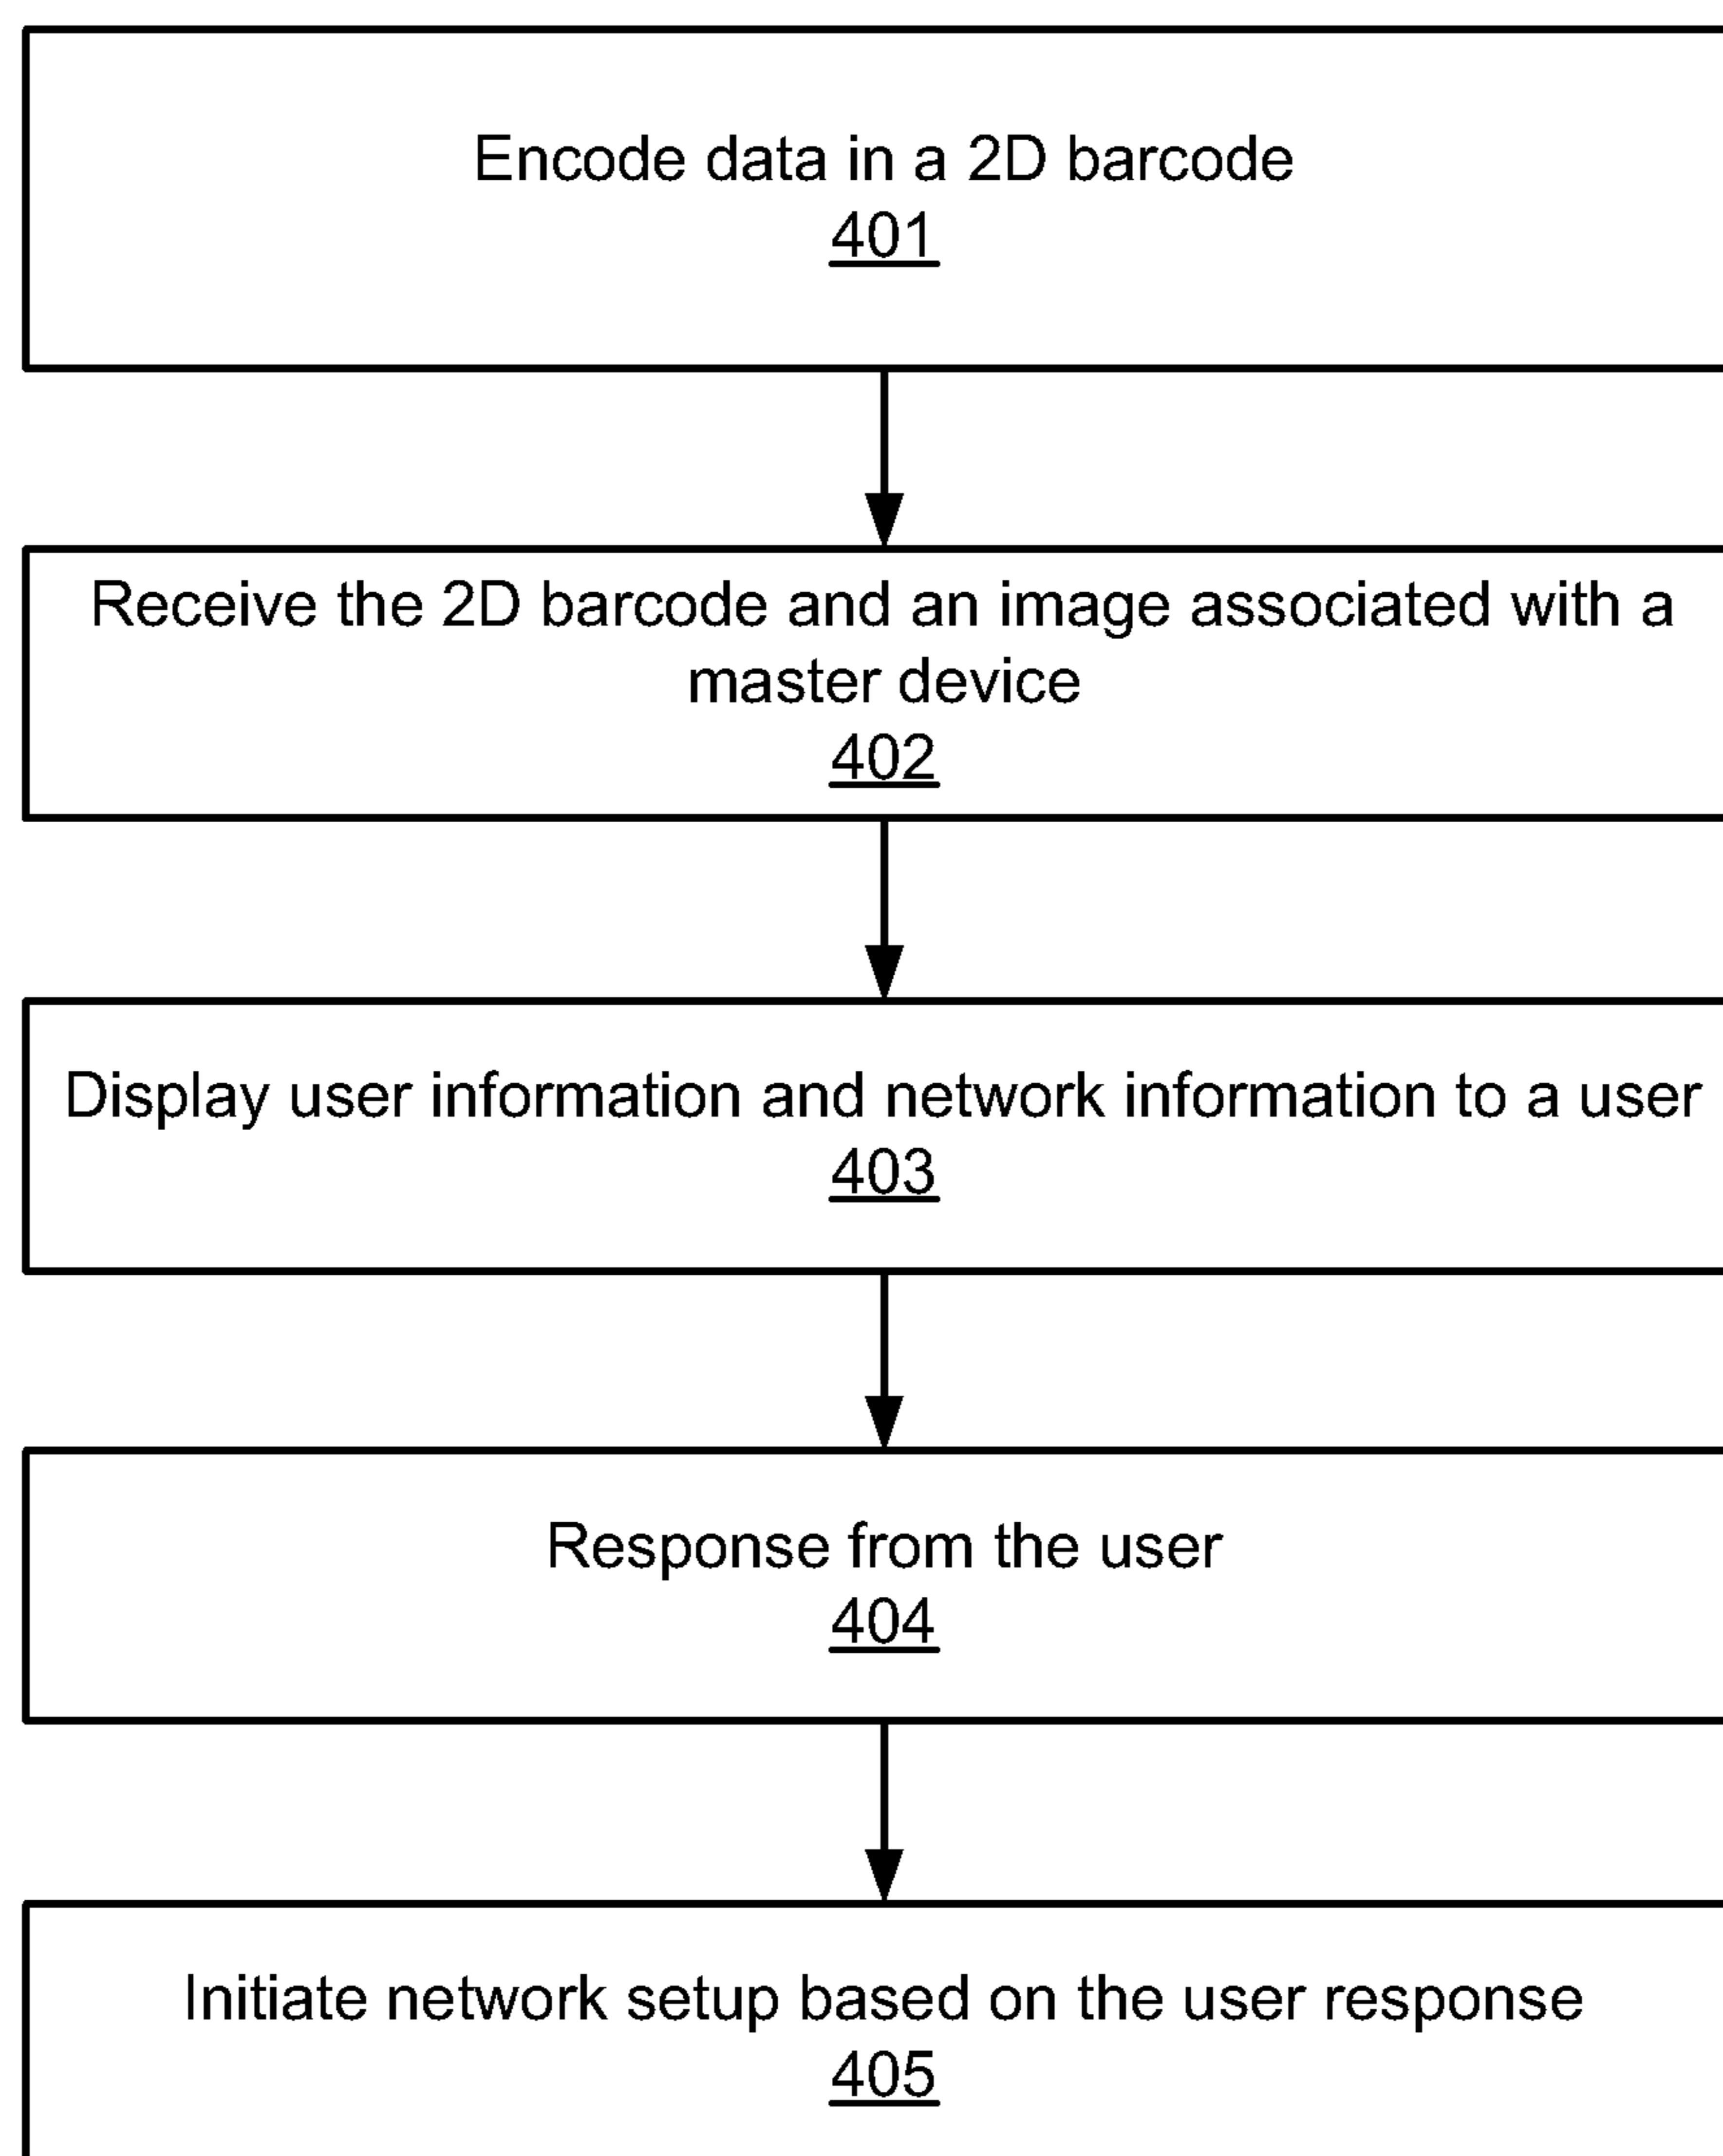 Encode data in a 2D barcode
401
Receive the 2D barcode and an image associated with a
master device
402
Display user information and network information to a user
403
Response from the user
404
Initiate network setup based on the user response
405